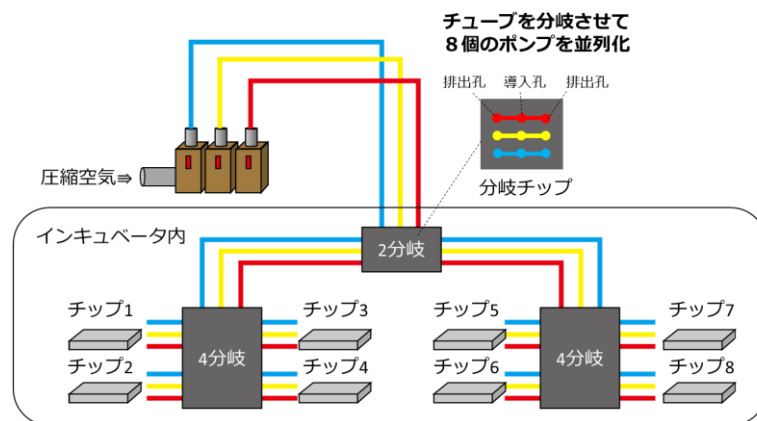 チューブを分岐させて
８個のポンプを並列化
排出孔 導入孔 排出孔
分岐チップ
圧縮空気⇒
インキュベータ内
2分岐
チップ1 チップ3 チップ5 チップ7
4分岐 4分岐
チップ2 チップ4 チップ6 チップ8